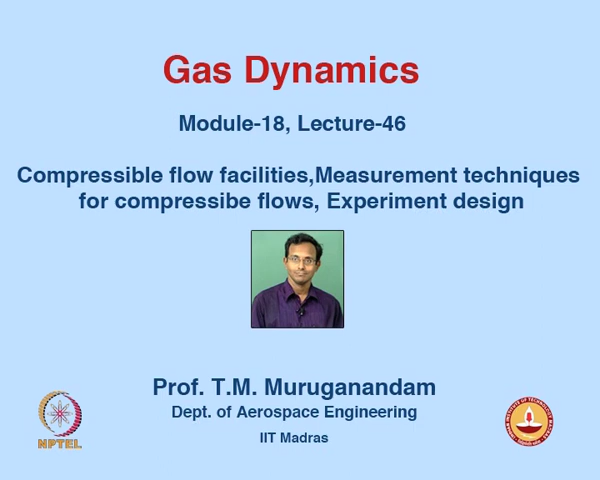 Gas Dynamics
Module-18, Lecture-46
Compressible flow facilities,Measurement techniques
for compressibe flows, Experiment design
Prof. T.M. Muruganandam
Dept. of Aerospace Engineering
IIT Madras
NPTEL